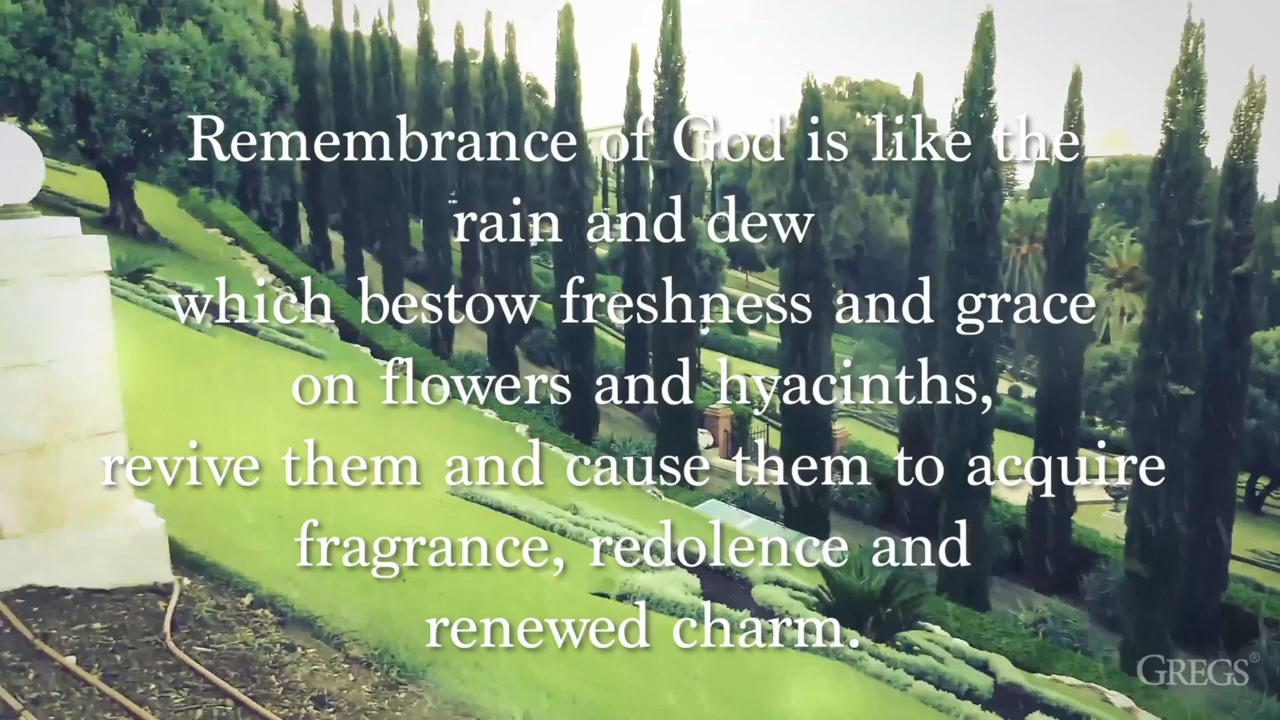 Remembrance of God is like the
rain and dew
which bestow freshness and grace
on flowers and hyacinths,
revive them and cause them to acquire
fragrance, redolence and
renewed charm.
GREGS®